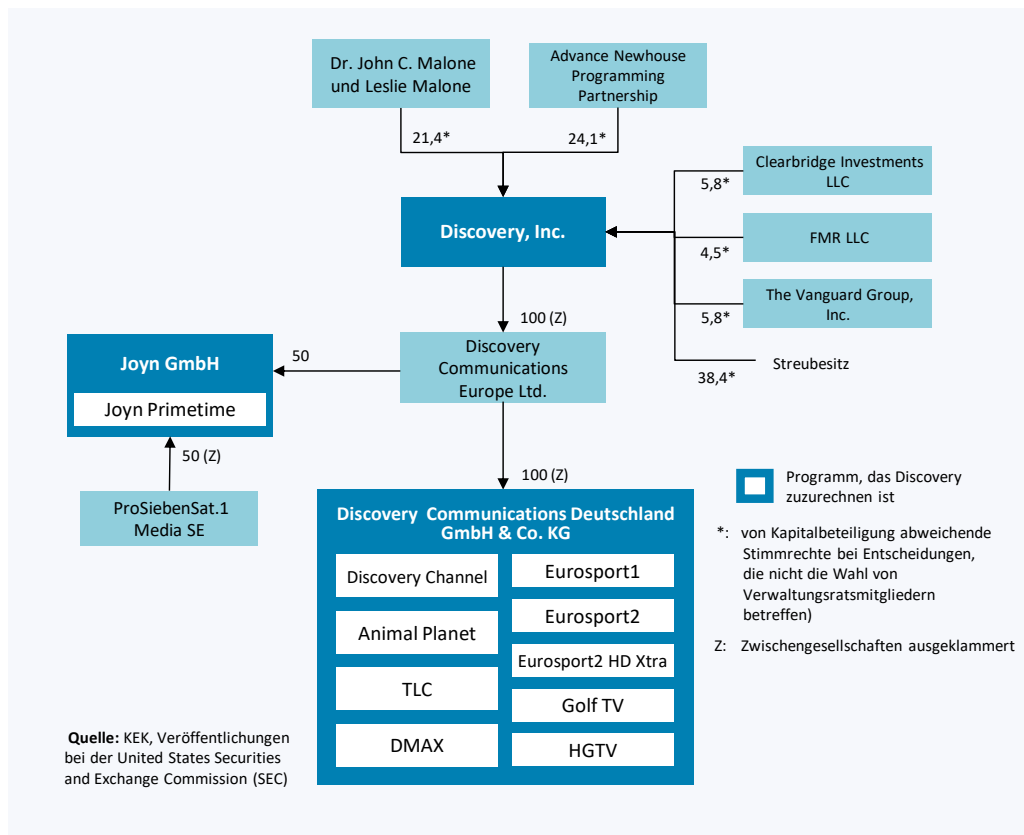 Dr. John C. Malone
und Leslie Malone
Advance Newhouse
Programming
Partnership
21,4*
24,1*
Clearbridge Investments
LLC
5,8*
Discovery, Inc.
FMR LLC
4,5*
The Vanguard Group,
Inc.
5,8*
Streubesitz
38,4*
100 (Z)
Discovery
Communications
Europe Ltd.
50
Joyn GmbH
Joyn Primetime
50 (Z)
ProSiebenSat.1
Media SE
100 (Z)
Discovery Communications Deutschland
GmbH & Co. KG
Discovery Channel
Animal Planet
TLC
DMAX
Eurosport1
Eurosport2
Eurosport2 HD Xtra
Golf TV
HGTV
Programm, das Discovery
zuzurechnen ist
*: von Kapitalbeteiligung abweichende
Stimmrechte bei Entscheidungen,
die nicht die Wahl von
Verwaltungsratsmitgliedern
betreffen)
Z: Zwischengesellschaften ausgeklammert
Quelle: KEK, Veröffentlichungen
bei der United States Securities
and Exchange Commission (SEC)